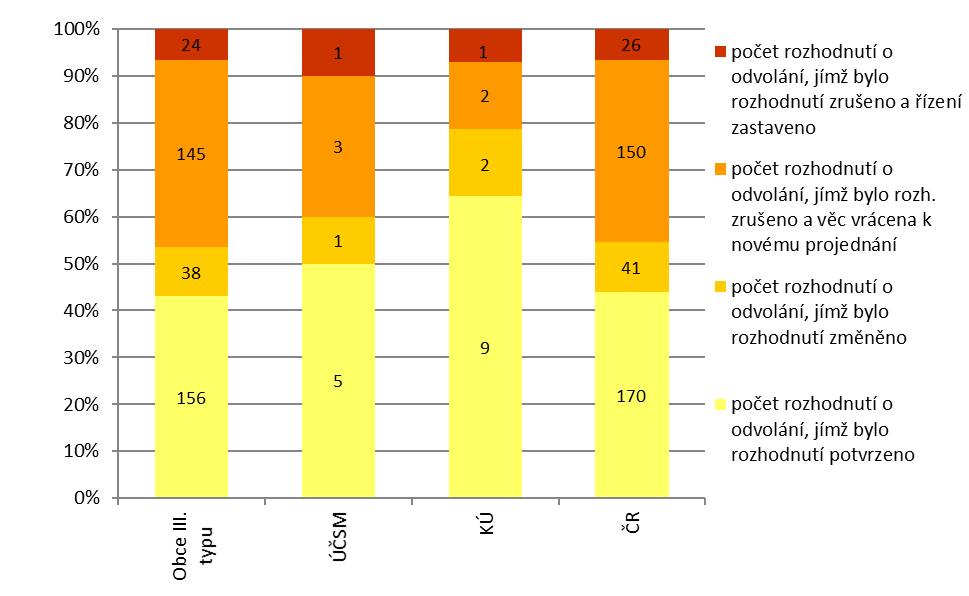 100%
90%
80%
70%
60%
50%
40%
30%
20%
10%
0%
24
145
38
156
1
3
1
5
1
2
2
9
26
150
41
170
Obce III.
typu
ÚČSM
KÚ
ČR
počet rozhodnutí o
odvolání, jímž bylo
rozhodnutí zrušeno a řízení
zastaveno
počet rozhodnutí o
odvolání, jímž bylo rozh.
zrušeno a věc vrácena k
novému projednání
počet rozhodnutí o
odvolání, jímž bylo
rozhodnutí změněno
počet rozhodnutí o
odvolání, jímž bylo
rozhodnutí potvrzeno